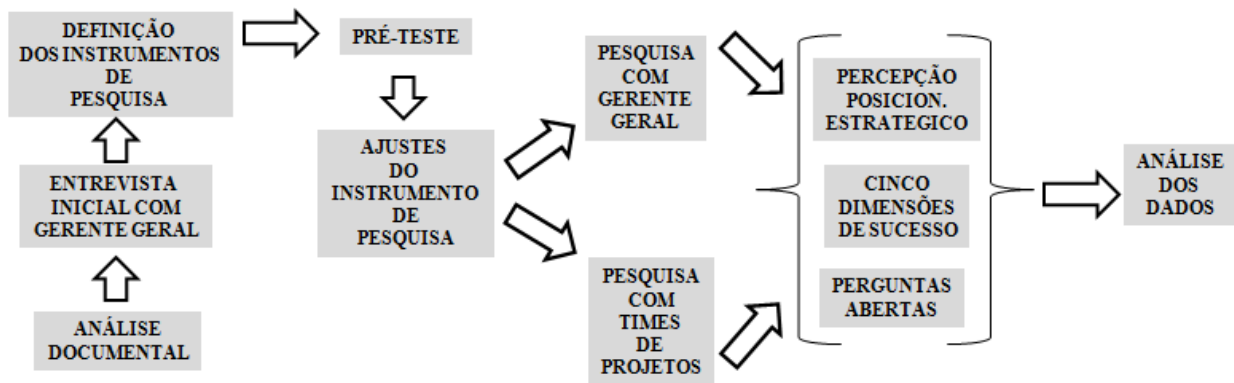 DEFINIÇÃO
DOS INSTRUMENTOS
DE
PESQUISA
ENTREVISTA
INICIAL COM
GERENTE GERAL
ANÁLISE
DOCUMENTAL
PRÉ-TESTE
AJUSTES
DO
INSTRUMENTO
DE
PESQUISA
PESQUISA
COM
GERENTE
GERAL
PESQUISA
COM
TIMES
DE
PROJETOS
PERCEPÇÃO
POSICION.
ESTRATEGICO
CINCO
DIMENSÕES
DE SUCESSO
PERGUNTAS
ABERTAS
ANÁLISE
DOS
DADOS